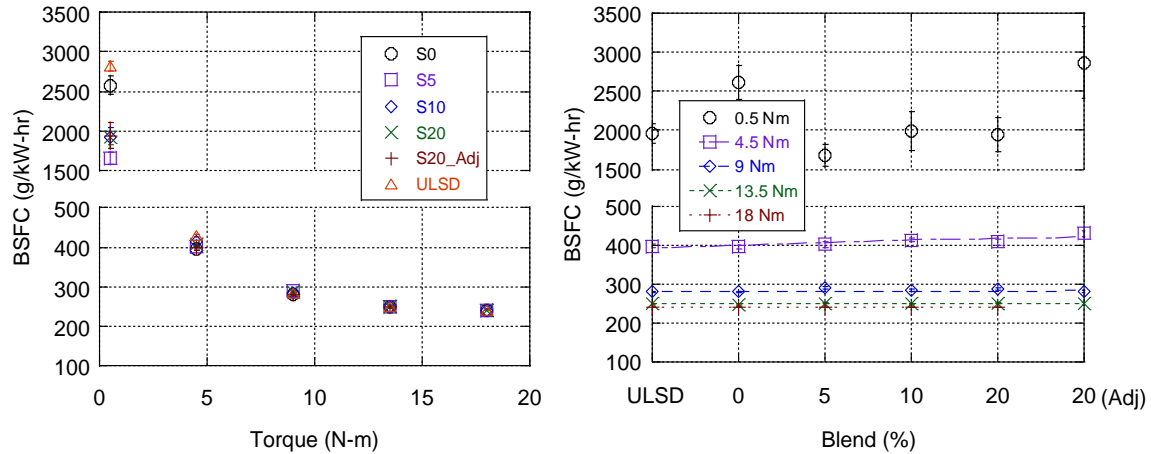 3500
3000
2500
2000
1500
500
400
300
200
100
BSFC (g/kW-hr)
S0
S5
S10
S20
S20_Adj
ULSD
0
5
10
15
20
Torque (N-m)
3500
3000
2500
2000
1500
500
400
300
200
100
BSFC (g/kW-hr)
0.5 Nm
4.5 Nm
9 Nm
13.5 Nm
18 Nm
ULSD
0
5
10
20
20 (Adj)
Blend (%)